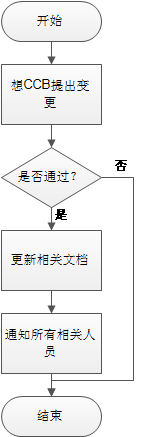 开始
想CCB提出变
更
是否通过？
否
是
更新相关文档
通知所有相关人
员
结束